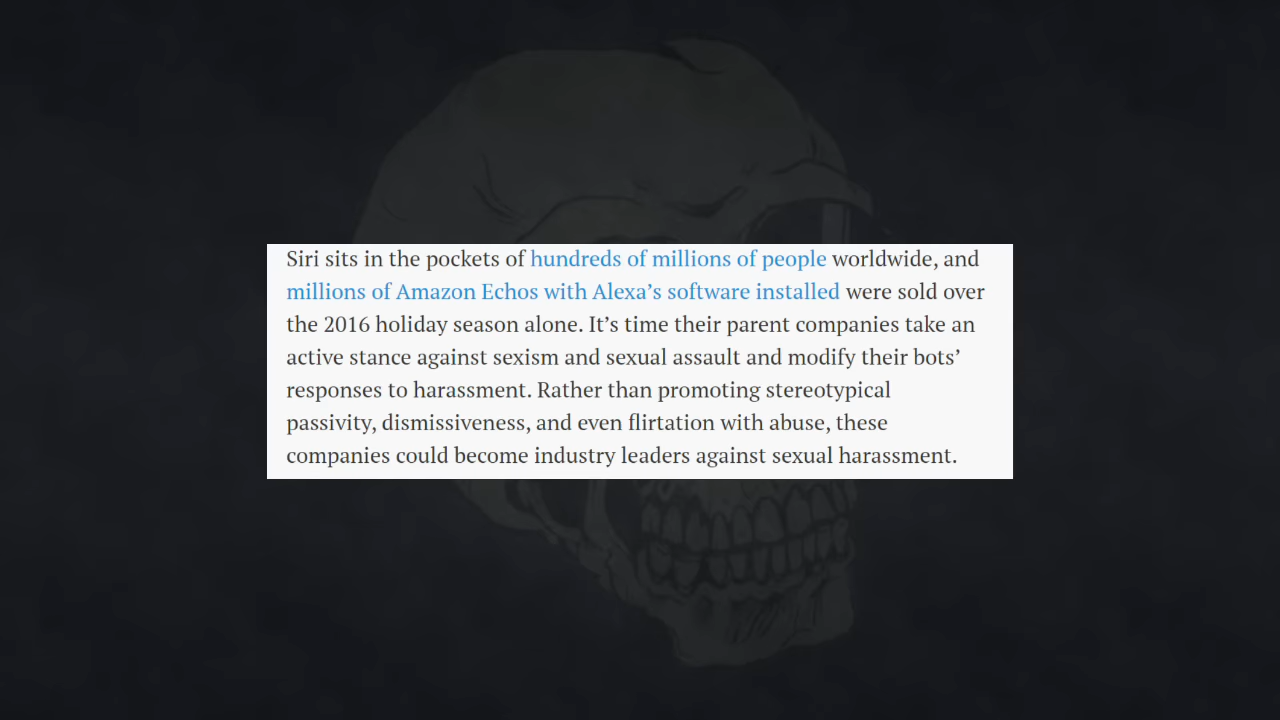 Siri sits in the pockets of hundreds of millions of people worldwide, and
millions of Amazon Echos with Alexa’s software installed were sold over
the 2016 holiday season alone. It’s time their parent companies take an
active stance against sexism and sexual assault and modify their bots’
responses to harassment. Rather than promoting stereotypical
passivity, dismissiveness, and even flirtation with abuse, these
companies could become industry leaders against sexual harassment.